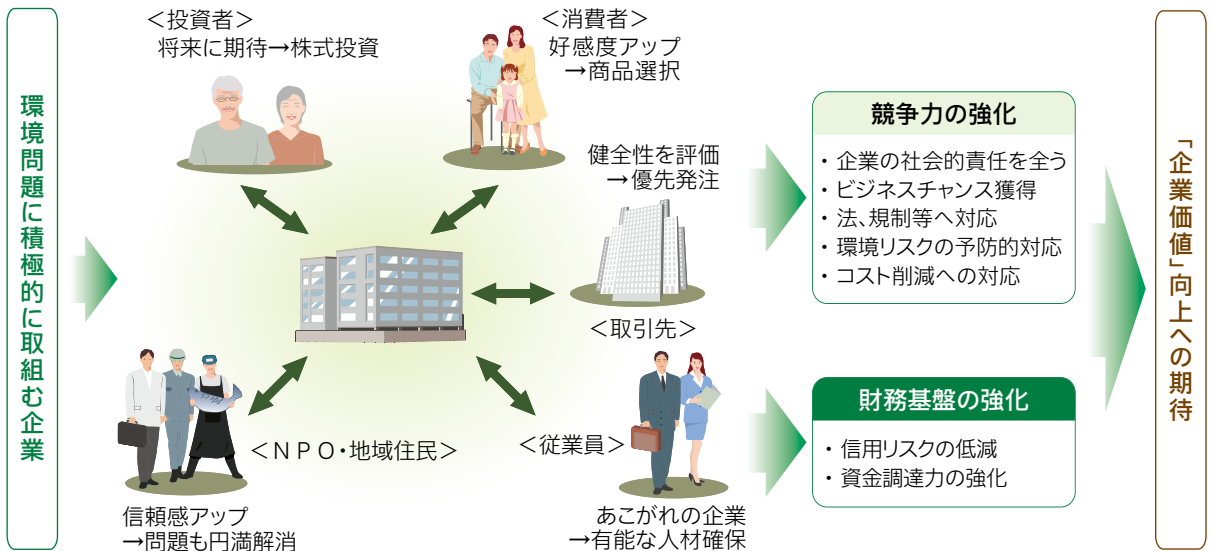 環境問題に積極的に取組む企業
＜投資者＞
将来に期待→株式投資
＜消費者＞
好感度アップ
→商品選択
健全性を評価
→優先発注
＜取引先＞
＜ＮＰＯ・地域住民＞
信頼感アップ
→問題も円満解消
＜従業員＞
あこがれの企業
→有能な人材確保
競争力の強化
・企業の社会的責任を全う
・ビジネスチャンス獲得
・法、規制等へ対応
・環境リスクの予防的対応
・コスト削減への対応
財務基盤の強化
・信用リスクの低減
・資金調達力の強化
「企業価値」向上への期待